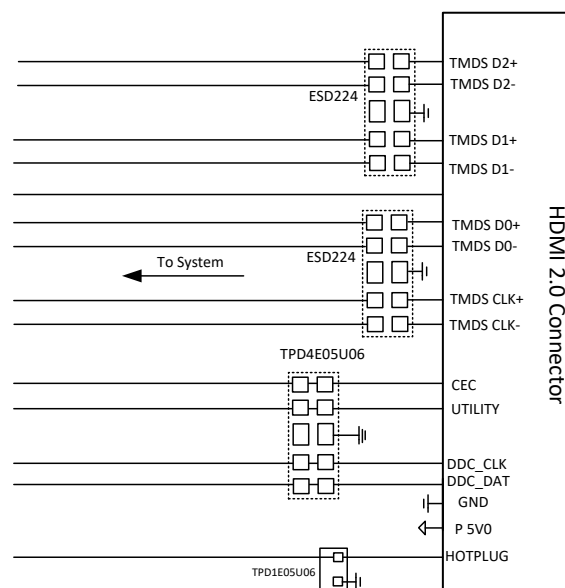 TMDS D2+
TMDS D2-
ESD224
TMDS D1+
TMDS D1-
TMDS D0+
TMDS D0-
ESD224
To System
TMDS CLK+
TMDS CLK-
HDMI 2.0 Connector
TPD4E05U06
CEC
UTILITY
DDC_CLK
DDC_DAT
GND
P 5V0
HOTPLUG
TPD1E05U06